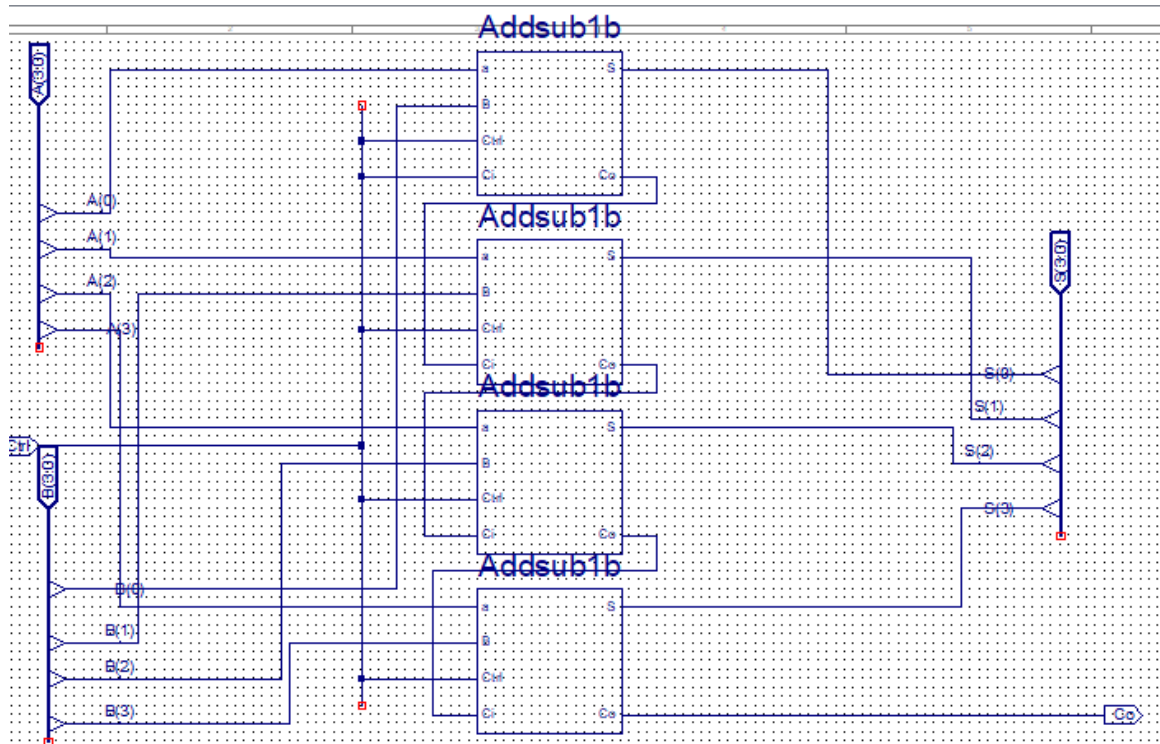 Addsub1b
A(3:0)
a
B
Ctrl
Ci
S
Co
A(0)
A(1)
A(2)
A(3)
Addsub1b
a
B
Ctrl
Ci
S
Co
S(3:0)
S(0)
S(1)
S(2)
S(3)
Addsub1b
a
B
Ctrl
Ci
S
Co
Ctrl
B(3:0)
B(0)
B(1)
B(2)
B(3)
Addsub1b
a
B
Ctrl
Ci
S
Co
Co